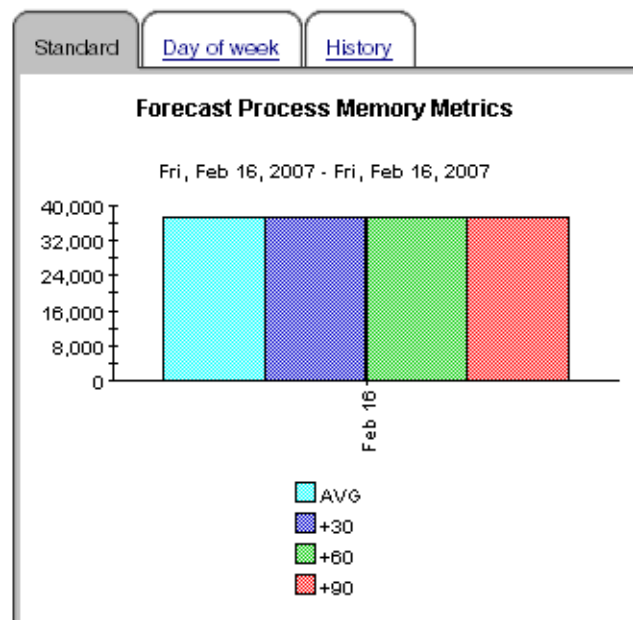 Standard Day of week History
Forecast Process Memory Metrics
Fri, Feb 16, 2007 - Fri, Feb 16, 2007
40,000
32,000
24,000
16,000
8,000
0
Feb 16
AVG
+30
+60
+90